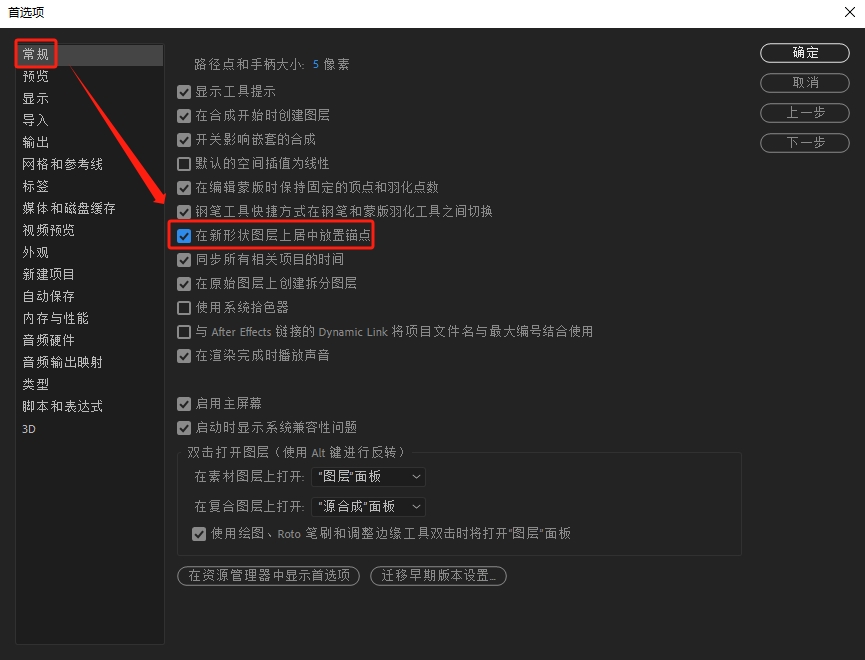 首选项
常规
预览
显示
导入
输出
网格和参考线
标签
媒体和磁盘缓存
视频预览
外观
新建项目
自动保存
内存与性能
音频硬件
音频输出映射
类型
脚本和表达式
3D
路径点和手柄大小: 5 像素
显示工具提示
在合成开始时创建图层
开关影响嵌套的合成
默认的空间插值为线性
在编辑蒙版时保持固定的顶点和羽化点数
钢笔工具快捷方式在钢笔和蒙版羽化工具之间切换
在新形状图层上居中放置锚点
同步所有相关项目的时间
在原始图层上创建拆分图层
使用系统拾色器
与 After Effects 链接的 Dynamic Link 将项目文件名与最大编号结合使用
在渲染完成时播放声音
启用主屏幕
启动时显示系统兼容性问题
双击打开图层（使用 Alt 键进行反转）
在素材图层上打开: "图层"面板
在复合图层上打开: "源合成"面板
使用绘图、Roto 笔刷和调整边缘工具双击时将打开"图层"面板
在资源管理器中显示首选项 迁移早期版本设置...
确定
取消
上一步
下一步